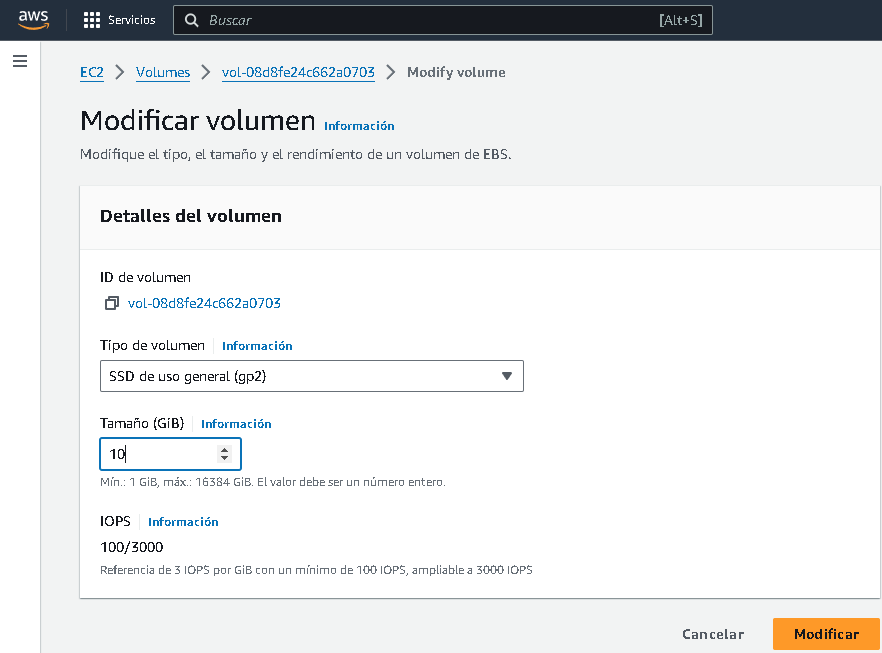 aws Servicios Buscar [Alt+S]
EC2 > Volumes > vol-08d8fe24c662a0703 > Modify volume
Modificar volumen Información
Modifique el tipo, el tamaño y el rendimiento de un volumen de EBS.
Detalles del volumen
ID de volumen
vol-08d8fe24c662a0703
Tipo de volumen Información
SSD de uso general (gp2)
Tamaño (GiB) Información
10
Mín.: 1 GiB, máx.: 16384 GiB. El valor debe ser un número entero.
IOPS Información
100/3000
Referencia de 3 IOPS por GiB con un mínimo de 100 IOPS, ampliable a 3000 IOPS
Cancelar Modificar